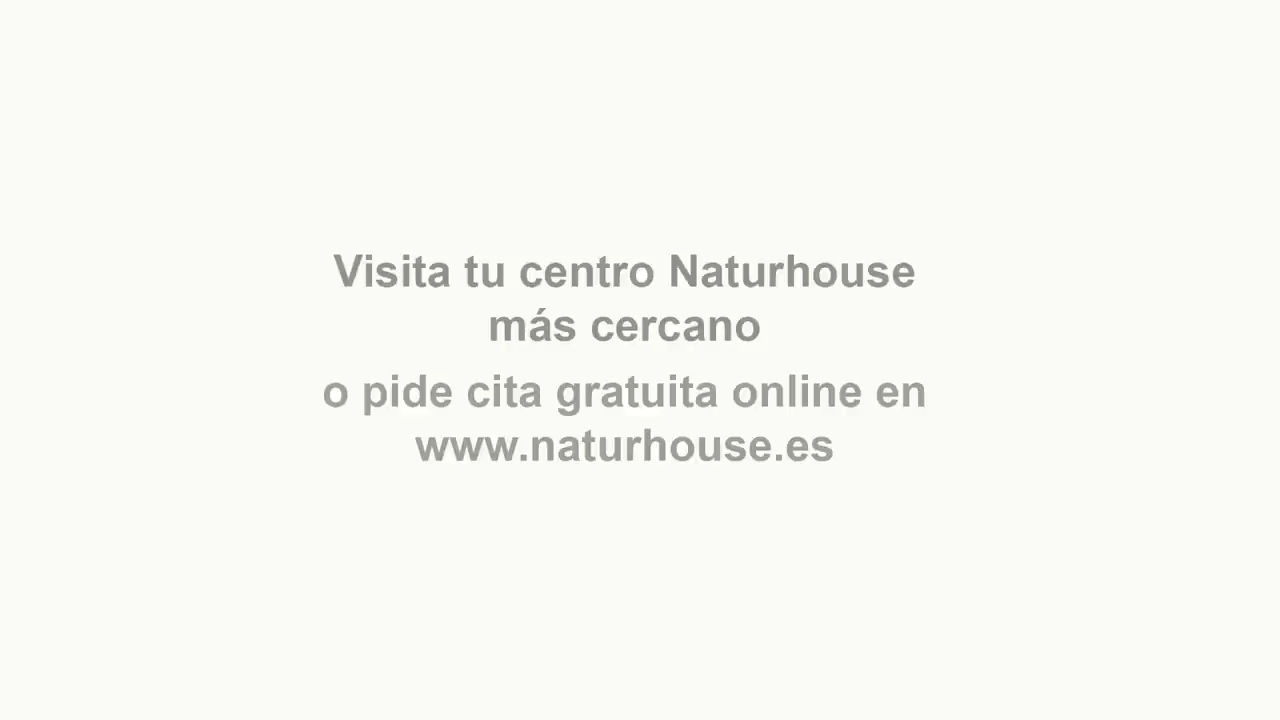 Visita tu centro Naturhouse
más cercano
o pide cita gratuita online en
www.naturhouse.es